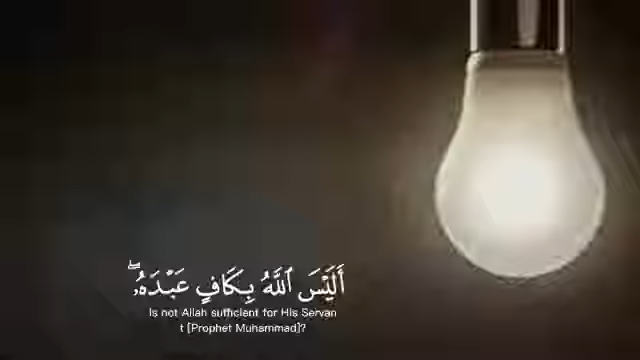 أَلَيْسَ ٱللَّهُ بِكَافٍ عَبْدَهُۥۖ
Is not Allah sufficient for His Servan
t [Prophet Muhammad]?